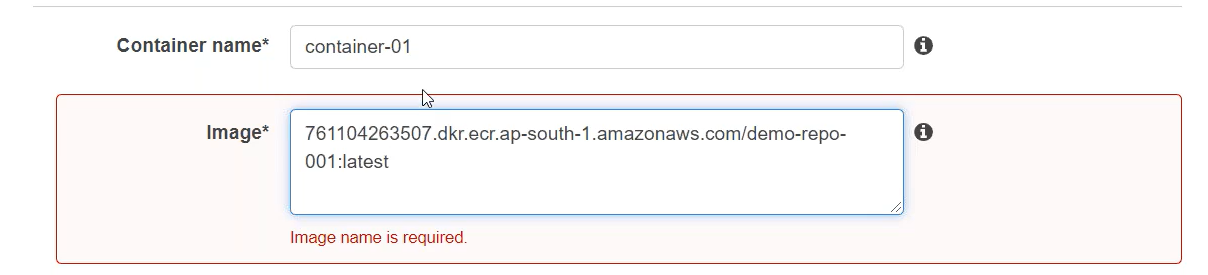 Container name* container-01
Image* 761104263507.dkr.ecr.ap-south-1.amazonaws.com/demo-repo-
001:latest
Image name is required.